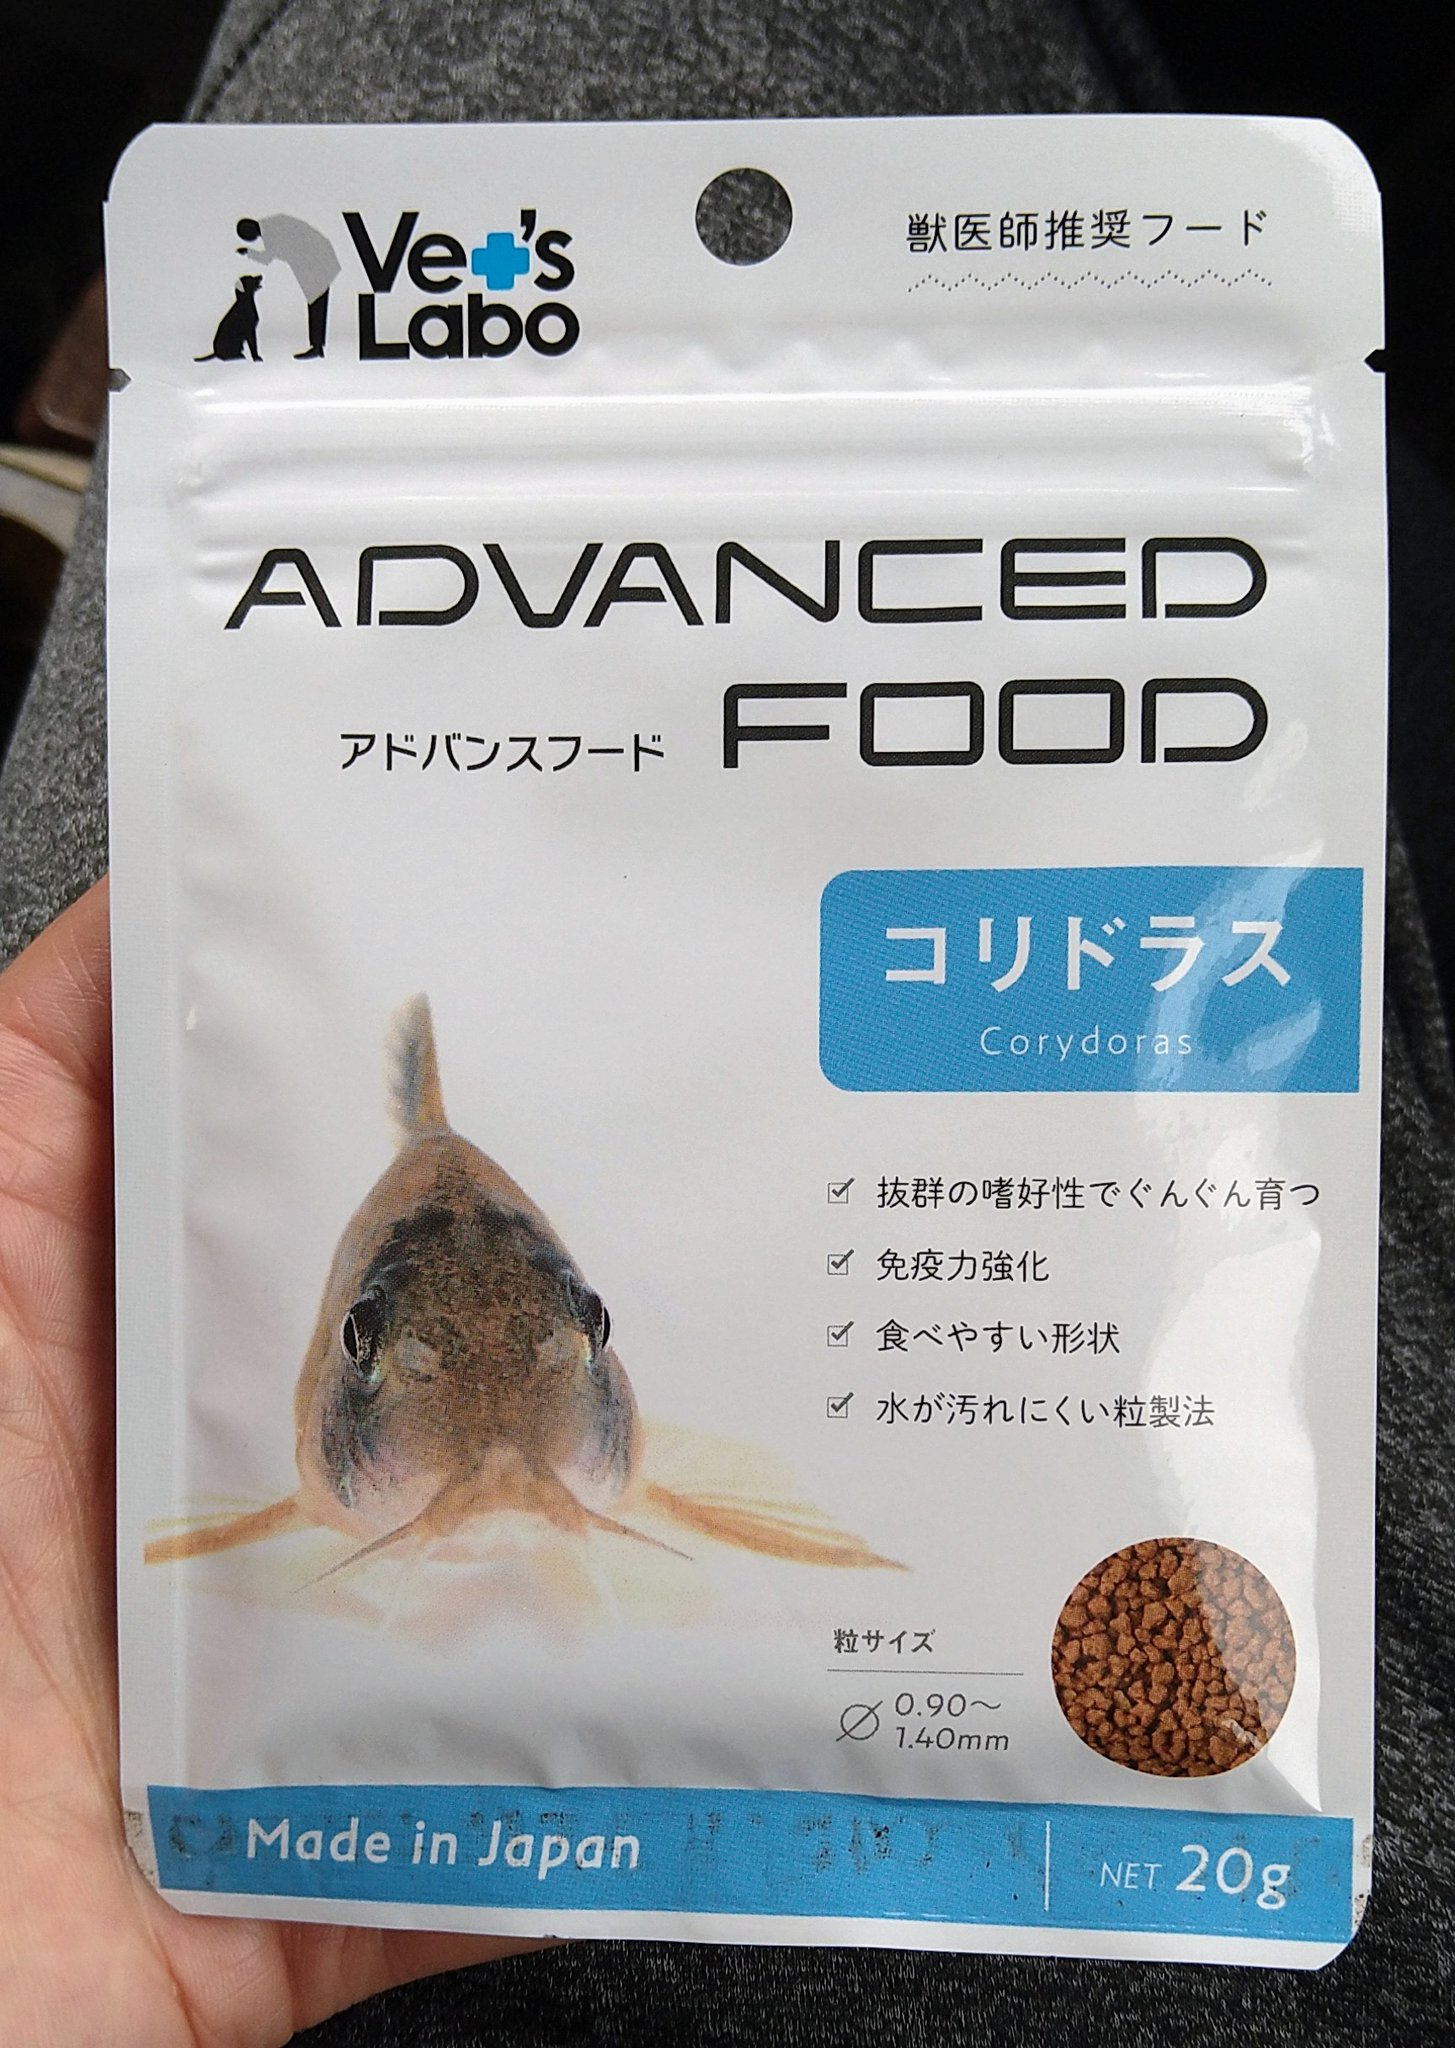 Vet's
Labo
獣医師推奨フード
ADVANCED
アドバンスフード FOOD
コリドラス
Corydoras
抜群の嗜好性でぐんぐん育つ
免疫力強化
食べやすい形状
水が汚れにくい粒製法
粒サイズ
0.90〜
1.40mm
Made in Japan
NET 20g